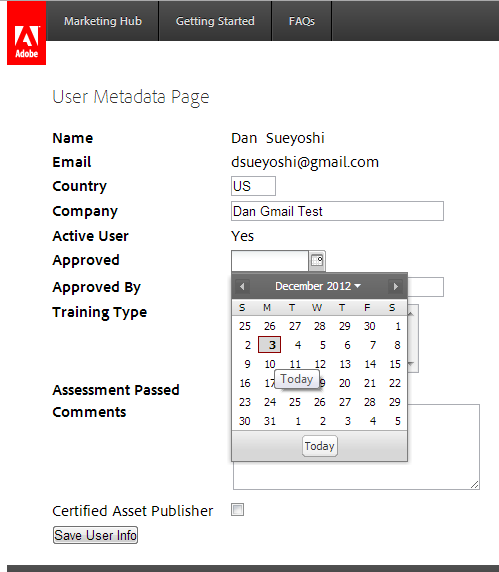 Marketing Hub Getting Started FAQs
Adobe
User Metadata Page
Name Dan Sueyoshi
Email dsueyoshi@gmail.com
Country US
Company Dan Gmail Test
Active User Yes
Approved
Approved By
Training Type
December 2012
S M T W T F S
25 26 27 28 29 30 1
2 3 4 5 6 7 8
9 10 11 12 13 14 15
16 17 20 21 22
Today
23 24 25 26 27 28 29
30 31 1 2 3 4 5
Today
Assessment Passed
Comments
Certified Asset Publisher
Save User Info